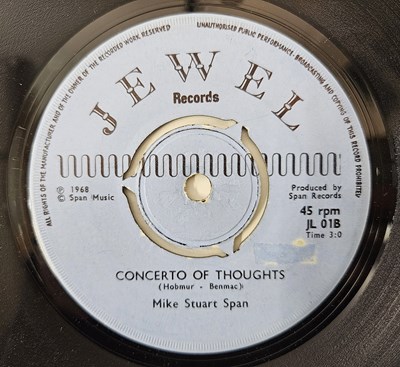 ALL RIGHTS OF THE MANUFACTURER AND OF THE OWNER OF THE RECORDED WORK RESERVED
UNAUTHORISED PUBLIC PERFORMANCE, BROADCASTING AND COPYING OF THIS RECORD PROHIBITED
JEWEL
Records
℗ 1968
© Span Music
Produced by
Span Records
45 rpm
JL 01B
Time 3:0
CONCERTO OF THOUGHTS
(Hobmur - Benmac)
Mike Stuart Span